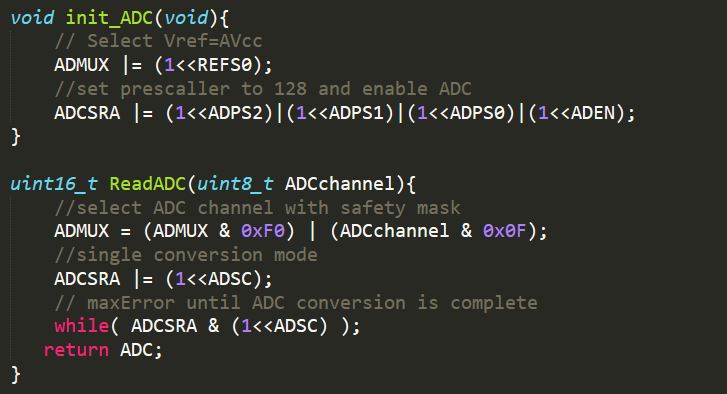 void init_ADC(void){
// Select Vref=AVcc
ADMUX |= (1<<REFS0);
//set prescaller to 128 and enable ADC
ADCSRA |= (1<<ADPS2)|(1<<ADPS1)|(1<<ADPS0)|(1<<ADEN);
}
uint16_t ReadADC(uint8_t ADCchannel){
//select ADC channel with safety mask
ADMUX = (ADMUX & 0xF0) | (ADCchannel & 0x0F);
//single conversion mode
ADCSRA |= (1<<ADSC);
// maxError until ADC conversion is complete
while( ADCSRA & (1<<ADSC) );
return ADC;
}